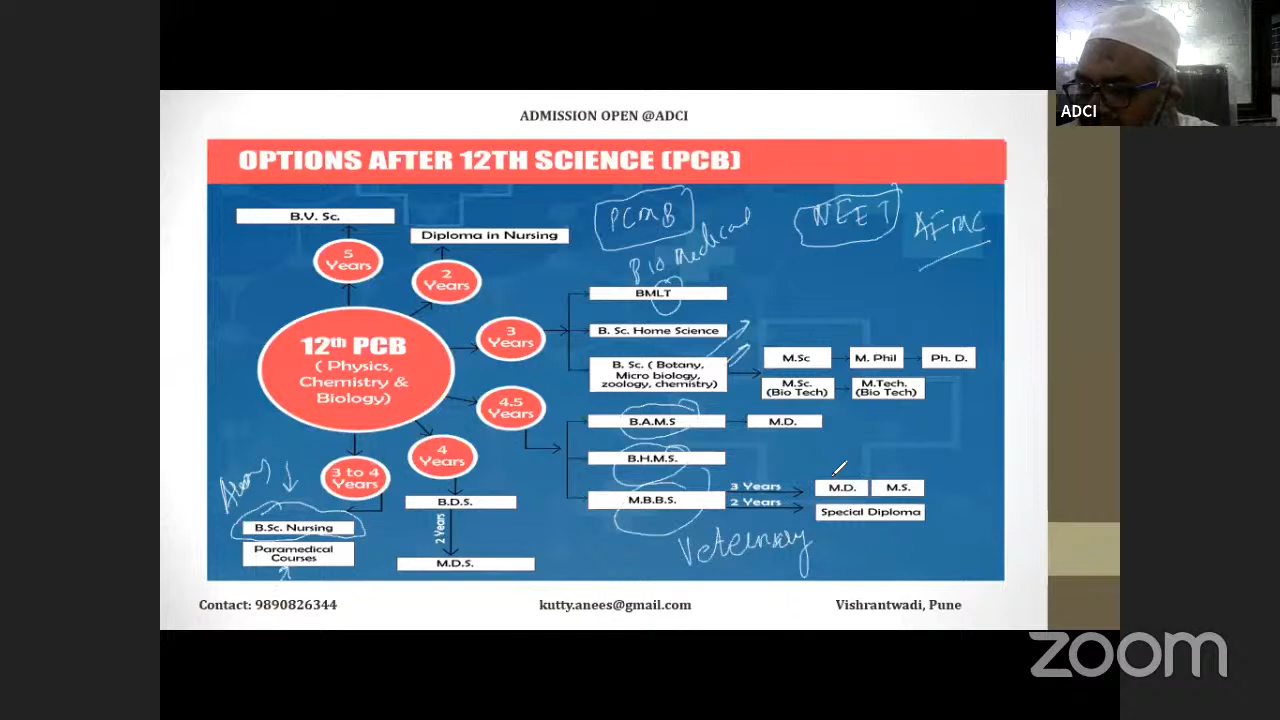 ADCI
ADMISSION OPEN @ADCI
OPTIONS AFTER 12TH SCIENCE (PCB)
B.V. Sc.
Diploma in Nursing
PCMB
NEET
AFMC
Bio Medical
5 Years
2 Years
BMLT
12th PCB
( Physics,
Chemistry &
Biology)
3 Years
B. Sc. Home Science
B. Sc. ( Botany,
Micro biology,
zoology, chemistry)
M.Sc
M. Phil
Ph. D.
M.Sc.
(Bio Tech)
M.Tech.
(Bio Tech)
4.5 Years
B.A.M.S
M.D.
B.H.M.S.
M.B.B.S.
3 Years
2 Years
M.D.
M.S.
Special Diploma
4 Years
B.D.S.
2 Years
M.D.S.
3 to 4 Years
B.Sc. Nursing
Paramedical
Courses
Veterinary
Contact: 9890826344
kutty.anees@gmail.com
Vishrantwadi, Pune
zoom